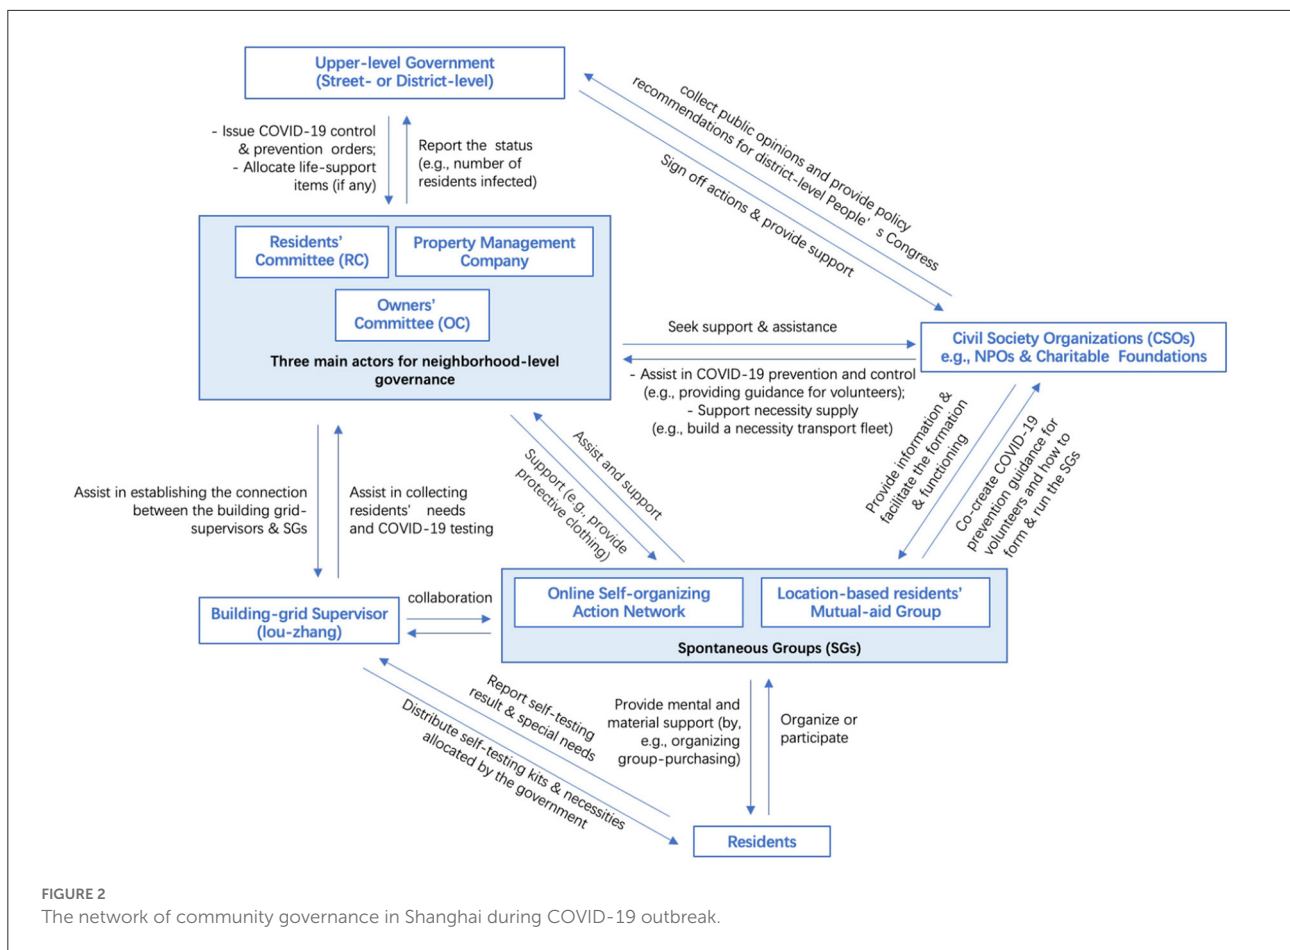 Upper-level Government
(Street- or District-level)
- Issue COVID-19 control
& prevention orders;
- Allocate life-support
items (if any)
Report the status
(e.g., number of
residents infected)
collect public opinions and provide policy
recommendations for district-level People's Congress
Sign off actions & provide support
Residents'
Committee (RC)
Property Management
Company
Owners'
Committee (OC)
Three main actors for neighborhood-level
governance
Seek support & assistance
- Assist in COVID-19 prevention and control
(e.g., providing guidance for volunteers);
- Support necessity supply
(e.g., build a necessity transport fleet)
Civil Society Organizations (CSOs)
e.g., NPOs & Charitable Foundations
Assist in establishing the connection
between the building grid-
supervisors & SGs
Assist in collecting
residents' needs
and COVID-19 testing
Assist and support
Support (e.g., provide
protective clothing)
Provide information &
facilitate the formation
& functioning
Co-create COVID-19
prevention guidance for
volunteers and how to
form & run the SGs
Building-grid Supervisor
(lou-zhang)
collaboration
Online Self-organizing
Action Network
Location-based residents'
Mutual-aid Group
Spontaneous Groups (SGs)
Report self-testing
result & special needs
Distribute self-testing kits & necessities
allocated by the government
Provide mental and
material support (by,
e.g., organizing
group-purchasing)
Organize or
participate
Residents
FIGURE 2
The network of community governance in Shanghai during COVID-19 outbreak.